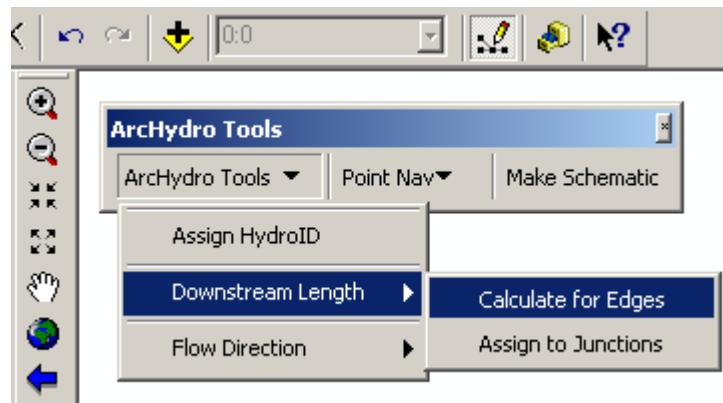 0:0
ArcHydro Tools
ArcHydro Tools Point Nav Make Schematic
Assign HydroID
Downstream Length Calculate for Edges
Flow Direction Assign to Junctions